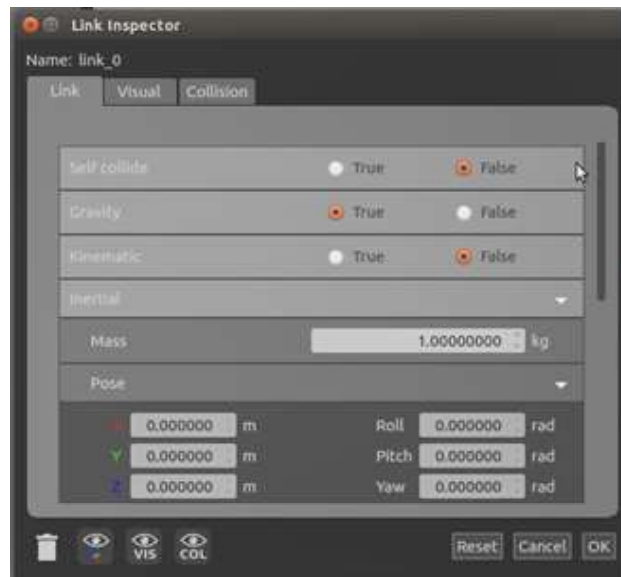 Link Inspector
Name: link_0
Link Visual Collision
Self collide True False
Gravity True False
Kinematic True False
Inertial
Mass 1.00000000 kg
Pose
X 0.000000 m Roll 0.000000 rad
Y 0.000000 m Pitch 0.000000 rad
Z 0.000000 m Yaw 0.000000 rad
VIS COL Reset Cancel OK